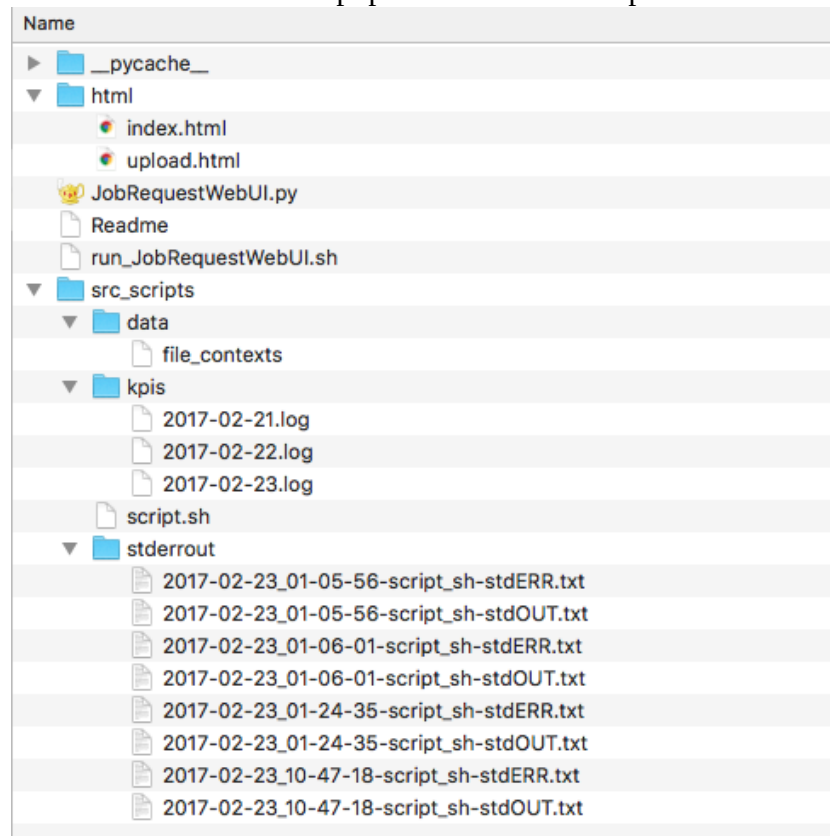 Name
__pycache__
html
index.html
upload.html
JobRequestWebUI.py
Readme
run_JobRequestWebUI.sh
src_scripts
data
file_contexts
kpis
2017-02-21.log
2017-02-22.log
2017-02-23.log
script.sh
stderrout
2017-02-23_01-05-56-script_sh-stdERR.txt
2017-02-23_01-05-56-script_sh-stdOUT.txt
2017-02-23_01-06-01-script_sh-stdERR.txt
2017-02-23_01-06-01-script_sh-stdOUT.txt
2017-02-23_01-24-35-script_sh-stdERR.txt
2017-02-23_01-24-35-script_sh-stdOUT.txt
2017-02-23_10-47-18-script_sh-stdERR.txt
2017-02-23_10-47-18-script_sh-stdOUT.txt